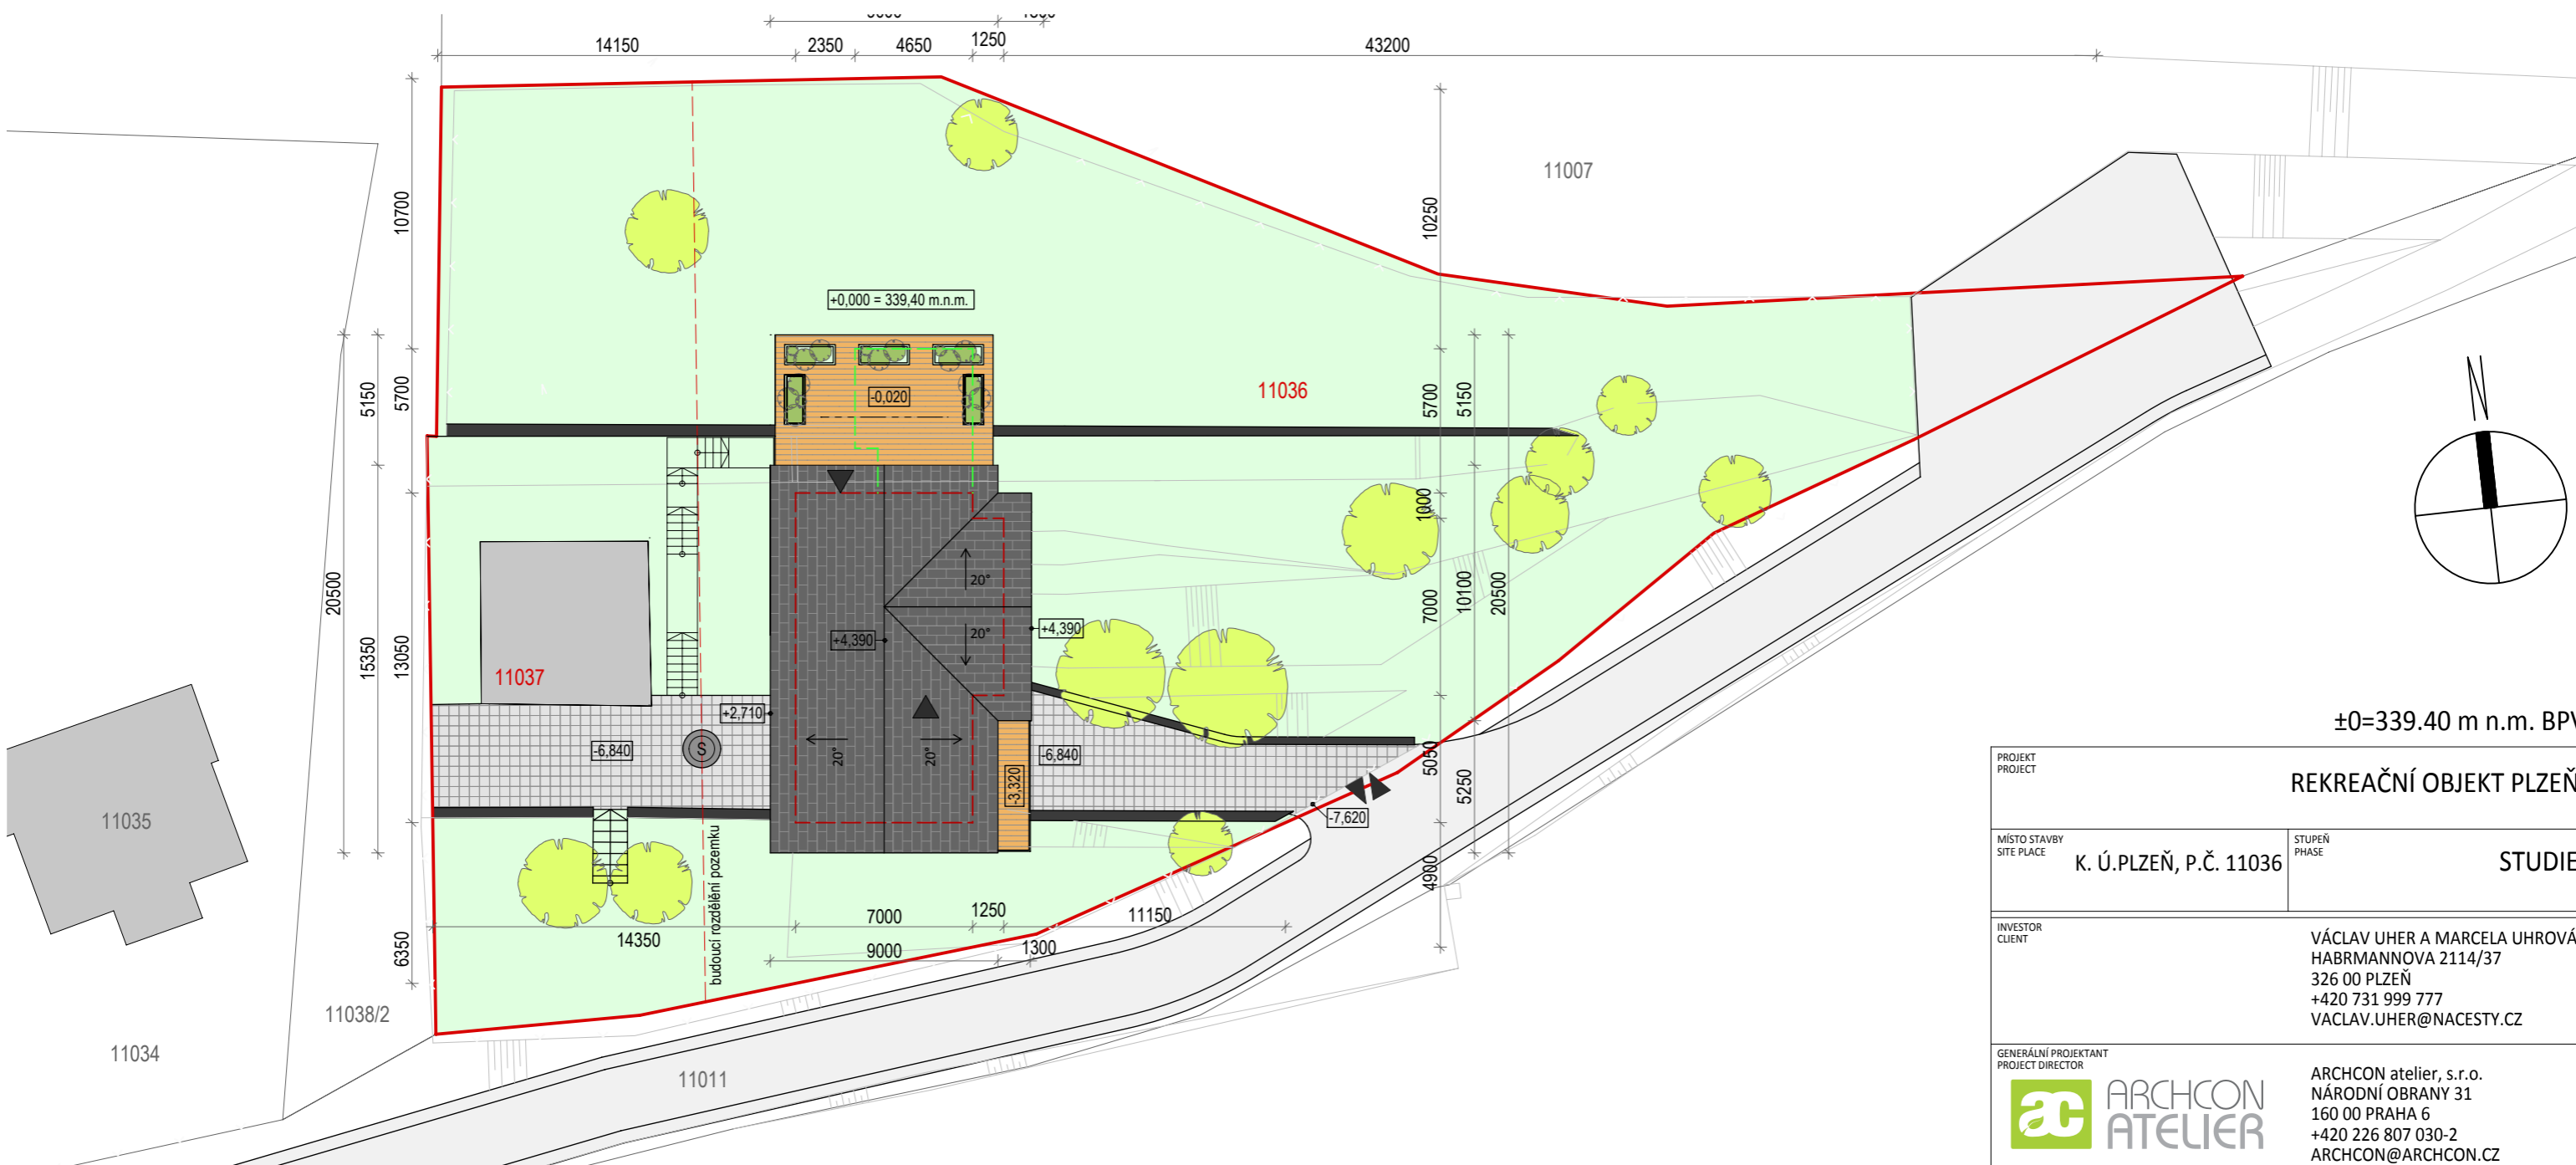 14150
2350
4650
1250
43200
10700
5150
5700
20500
15350
13050
6350
+0,000 = 339,40 m.n.m.
-0,020
11007
11036
10250
5700
5150
1000
7000
10100
20500
5050
5250
4900
20°
20°
+4,390
+4,390
+2,710
20°
20°
11037
-6,840
S
-6,840
-3,320
-7,620
11035
budoucí rozdělení pozemku
7000
1250
11150
14350
9000
1300
11038/2
11034
11011
±0=339.40 m n.m. BPV
PROJEKT
PROJECT
REKREAČNÍ OBJEKT PLZEŇ
MÍSTO STAVBY
SITE PLACE
K. Ú.PLZEŇ, P.Č. 11036
STUPEŇ
PHASE
STUDIE
INVESTOR
CLIENT
VÁCLAV UHER A MARCELA UHROVÁ
HABRMANNOVA 2114/37
326 00 PLZEŇ
+420 731 999 777
VACLAV.UHER@NACESTY.CZ
GENERÁLNÍ PROJEKTANT
PROJECT DIRECTOR
ac
ARCHCON
ATELIER
ARCHCON atelier, s.r.o.
NÁRODNÍ OBRANY 31
160 00 PRAHA 6
+420 226 807 030-2
ARCHCON@ARCHCON.CZ